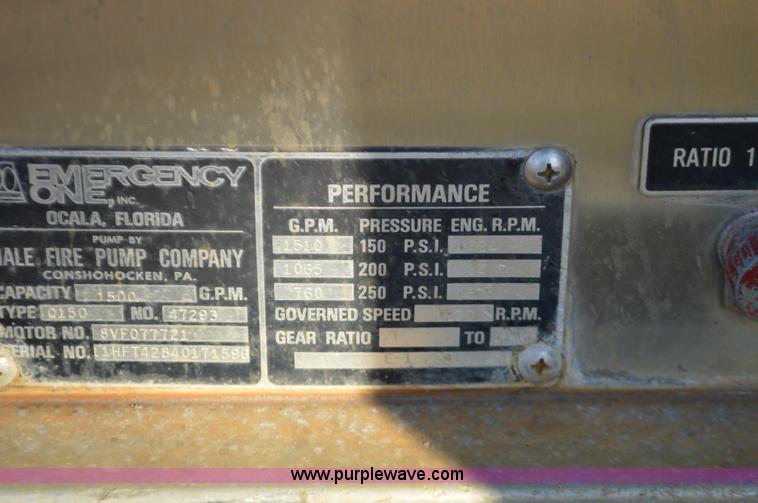 EMERGENCY
ONE, INC.
OCALA, FLORIDA
PUMP BY
HALE FIRE PUMP COMPANY
CONSHOHOCKEN, PA.
CAPACITY 1500 G.P.M.
TYPE Q150 NO. 47293
MOTOR NO. 8VF077721
SERIAL NO.
PERFORMANCE
G.P.M. PRESSURE ENG. R.P.M.
1510 150 P.S.I.
1065 200 P.S.I.
760 250 P.S.I.
GOVERNED SPEED R.P.M.
GEAR RATIO TO
RATIO 1
www.purplewave.com